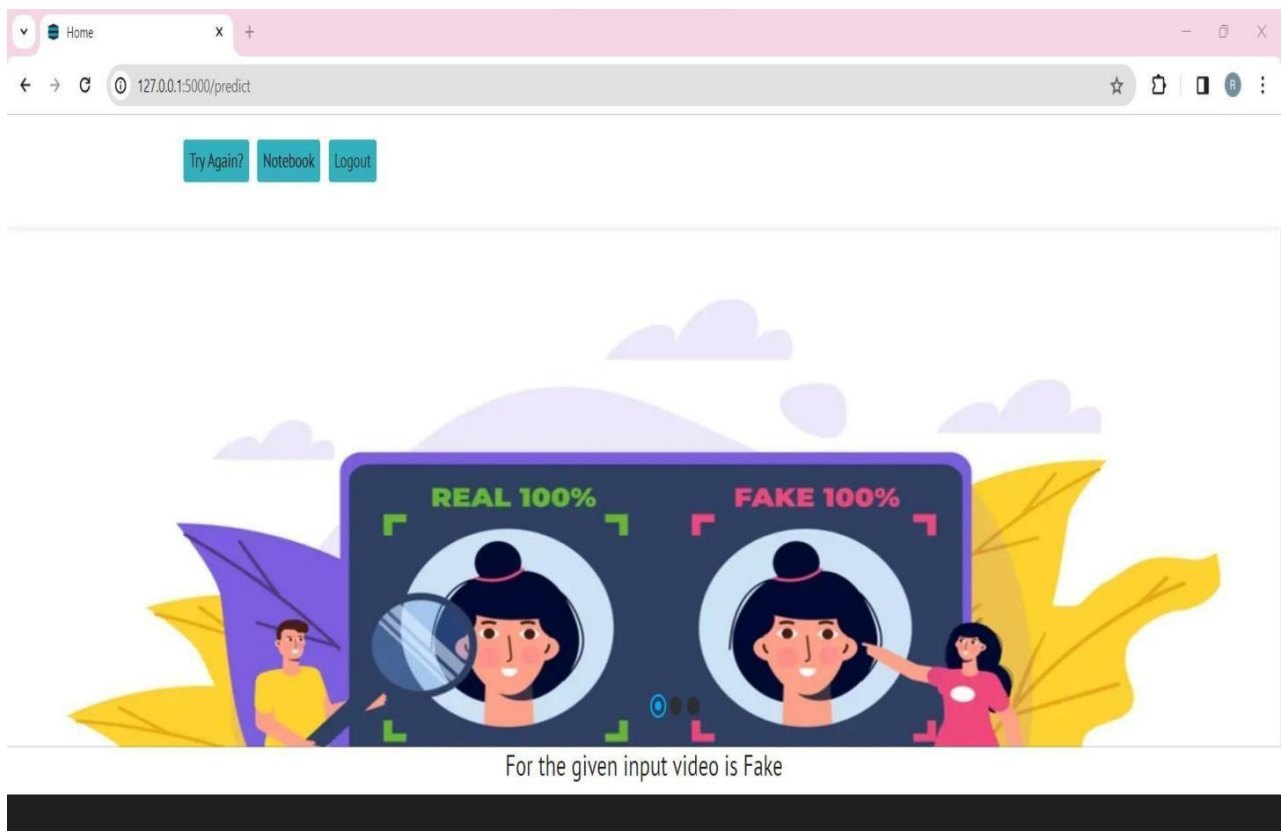 Home
127.0.0.1:5000/predict
R
Try Again? Notebook Logout
REAL 100% FAKE 100%
For the given input video is Fake